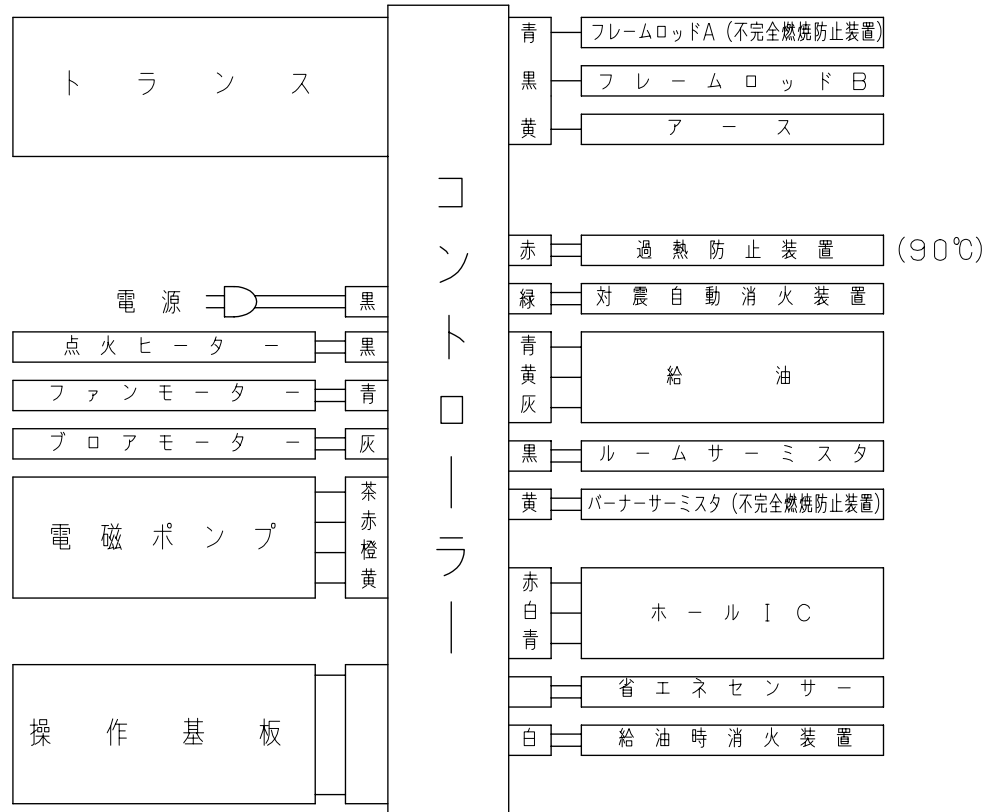 トランス
電源
黒
点火ヒーター
黒
ファンモーター
青
ブロアモーター
灰
電磁ポンプ
茶
赤
橙
黄
操作基板
コントローラー
青
フレームロッドA(不完全燃焼防止装置)
黒
フレームロッドB
黄
アース
赤
過熱防止装置
(90℃)
緑
対震自動消火装置
青
黄
灰
給油
黒
ルームサーミスタ
黄
バーナーサーミスタ(不完全燃焼防止装置)
赤
白
青
ホールIC
省エネセンサー
白
給油時消火装置